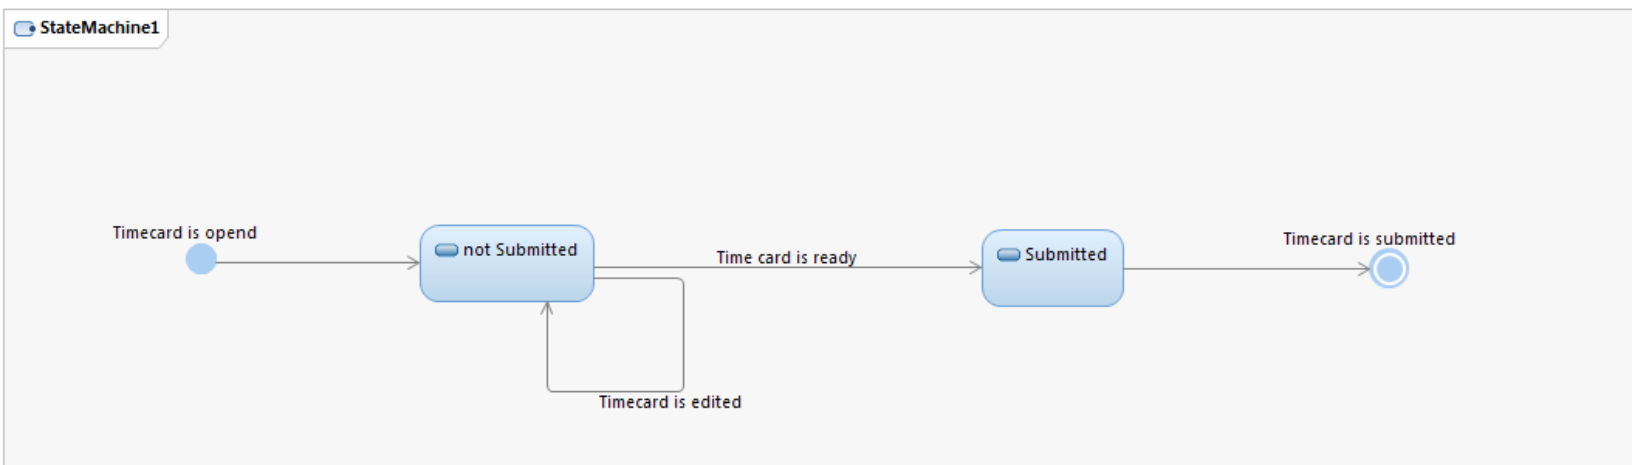 StateMachine1
Timecard is opend
not Submitted
Time card is ready
Submitted
Timecard is submitted
Timecard is edited